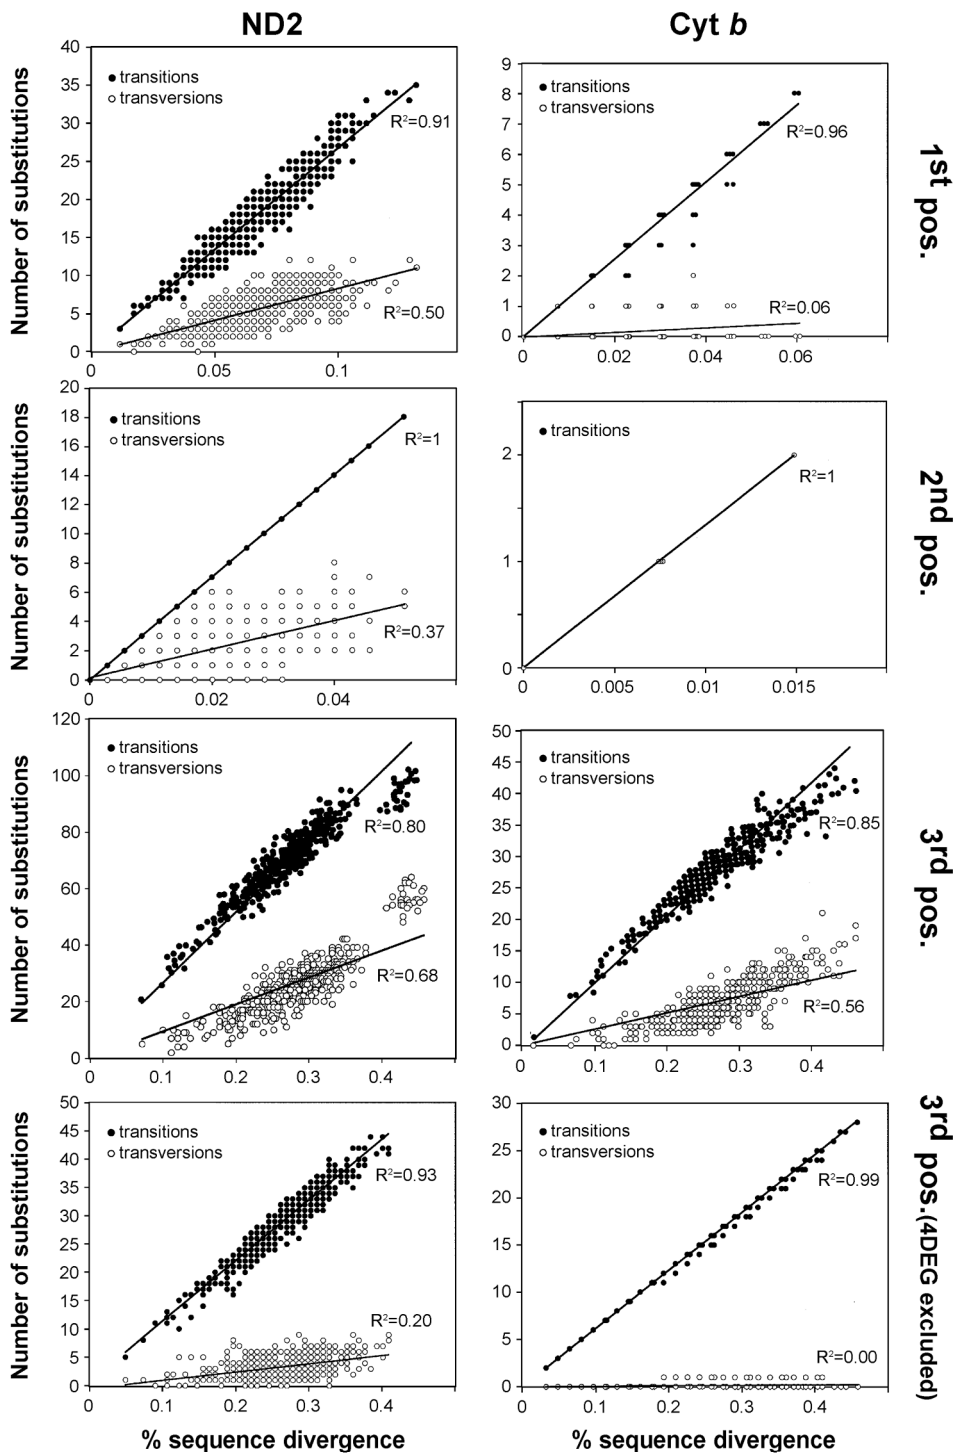 ND2
Cyt b
Number of substitutions
40
35
30
25
20
15
10
5
0
transitions
transversions
R²=0.91
R²=0.50
0
0.05
0.1
9
8
7
6
5
4
3
2
1
0
transitions
transversions
R²=0.96
R²=0.06
0
0.02
0.04
0.06
1st pos.
Number of substitutions
20
18
16
14
12
10
8
6
4
2
0
transitions
transversions
R²=1
R²=0.37
0
0.02
0.04
2
1
0
transitions
R²=1
0.005
0.01
0.015
2nd pos.
Number of substitutions
120
100
80
60
40
20
0
transitions
transversions
R²=0.80
R²=0.68
0
0.1
0.2
0.3
0.4
50
45
40
35
30
25
20
15
10
5
0
transitions
transversions
R²=0.85
R²=0.56
0
0.1
0.2
0.3
0.4
3rd pos.
Number of substitutions
50
45
40
35
30
25
20
15
10
5
0
transitions
transversions
R²=0.93
R²=0.20
0
0.1
0.2
0.3
0.4
% sequence divergence
30
25
20
15
10
5
0
transitions
transversions
R²=0.99
R²=0.00
0
0.1
0.2
0.3
0.4
% sequence divergence
3rd pos.(4DEG excluded)